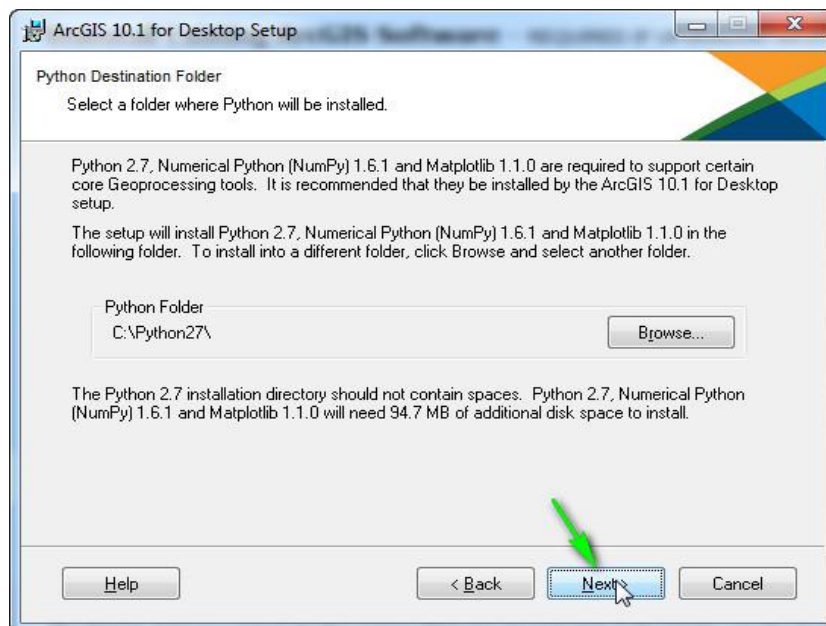 ArcGIS 10.1 for Desktop Setup
Python Destination Folder
Select a folder where Python will be installed.
Python 2.7, Numerical Python (NumPy) 1.6.1 and Matplotlib 1.1.0 are required to support certain
core Geoprocessing tools. It is recommended that they be installed by the ArcGIS 10.1 for Desktop
setup.
The setup will install Python 2.7, Numerical Python (NumPy) 1.6.1 and Matplotlib 1.1.0 in the
following folder. To install into a different folder, click Browse and select another folder.
Python Folder
C:\Python27\
Browse...
The Python 2.7 installation directory should not contain spaces. Python 2.7, Numerical Python
(NumPy) 1.6.1 and Matplotlib 1.1.0 will need 94.7 MB of additional disk space to install.
Help
< Back
Next >
Cancel